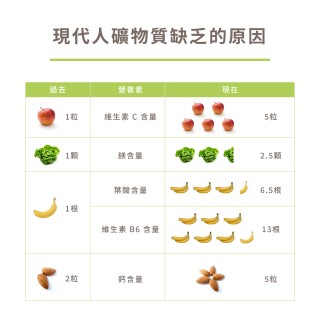 現代人礦物質缺乏的原因
過去 營養素 現在
1粒 維生素 C 含量 5粒
1顆 鎂含量 2.5顆
1根 葉酸含量 6.5根
維生素 B6 含量 13根
2粒 鈣含量 5粒